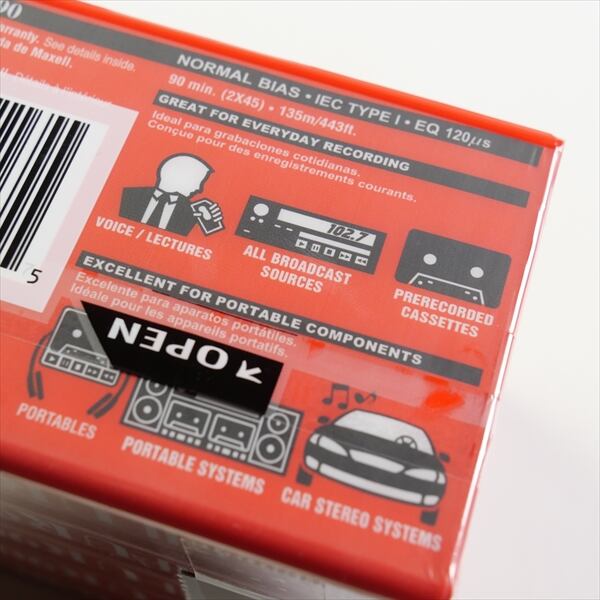 90
arranty. See details inside.
da de Maxell.
NORMAL BIAS • IEC TYPE I • EQ 120µs
90 min. (2X45) • 135m/443ft.
GREAT FOR EVERYDAY RECORDING
Ideal para grabaciones cotidianas.
Conçue pour des enregistrements courants.
102.7
VOICE / LECTURES
ALL BROADCAST
SOURCES
PRERECORDED
CASSETTES
5
EXCELLENT FOR PORTABLE COMPONENTS
Excelente para aparatos portátiles.
Idéale pour les appareils portatifs.
OPEN
PORTABLES
PORTABLE SYSTEMS
CAR STEREO SYSTEMS